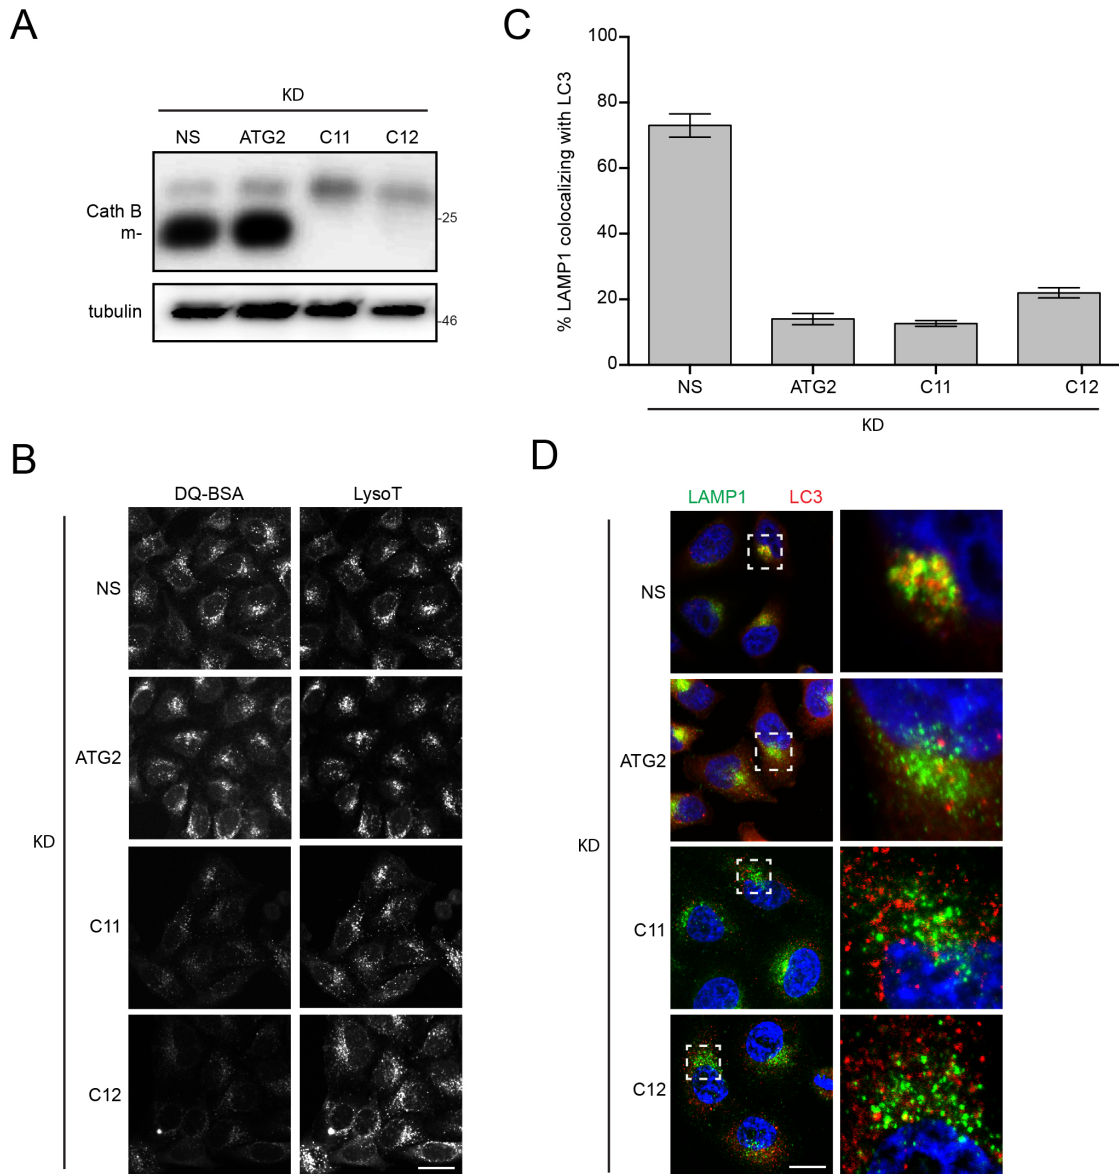 A
KD
NS ATG2 C11 C12
Cath B
m-
-25
tubulin
-46
C
% LAMP1 colocalizing with LC3
100
80
60
40
20
0
NS ATG2 C11 C12
KD
B
DQ-BSA LysoT
NS
ATG2
KD
C11
C12
D
LAMP1 LC3
NS
ATG2
KD
C11
C12